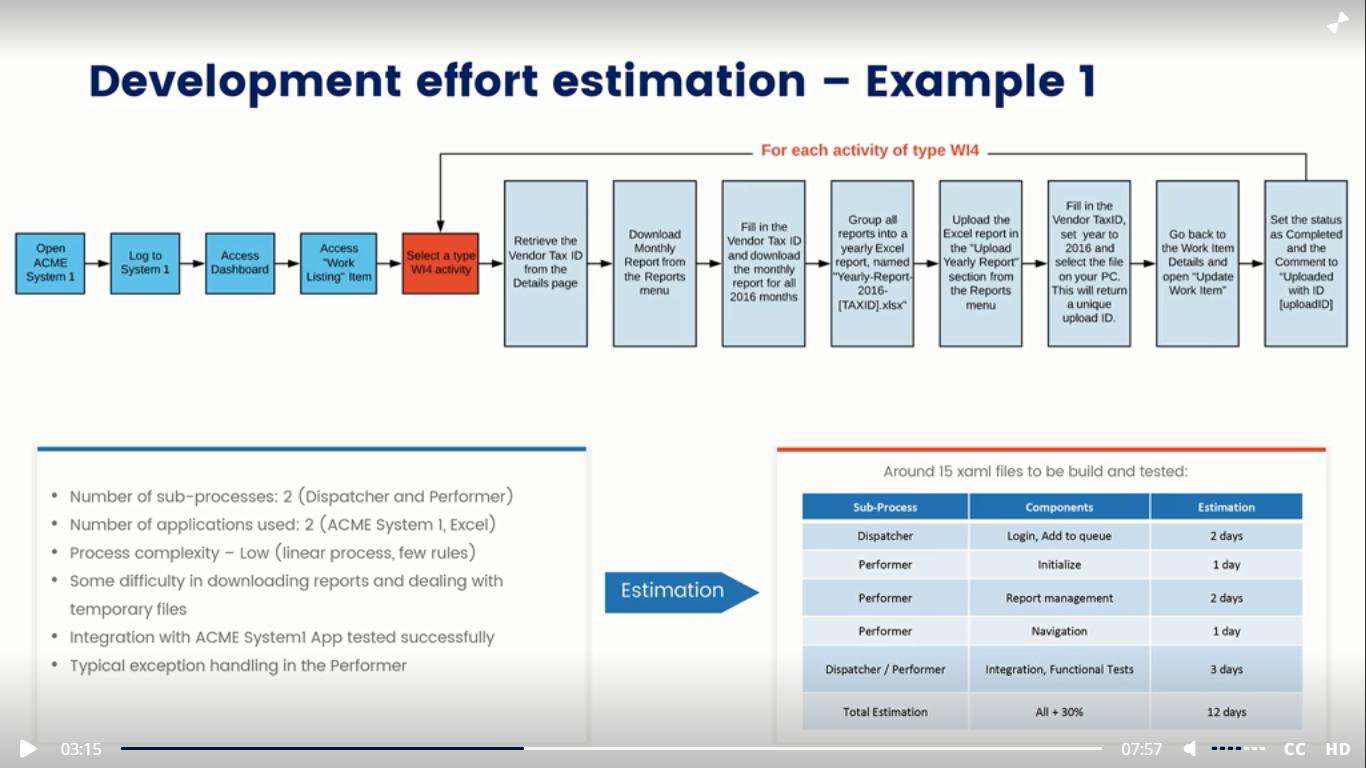 Development effort estimation – Example 1
For each activity of type WI4
Open
ACME
System 1
Log to
System 1
Access
Dashboard
Access
"Work
Listing" Item
Select a type
WI4 activity
Retrieve the
Vendor Tax ID
from the
Details page
Download
Monthly
Report from
the Reports
menu
Fill in the
Vendor Tax ID
and download
the monthly
report for all
2016 months
Group all
reports into a
yearly Excel
report, named
"Yearly-Report-
2016-
[TAXID].xlsx"
Upload the
Excel report in
the "Upload
Yearly Report"
section from
the Reports
menu
Fill in the
Vendor TaxID,
set year to
2016 and
select the file
on your PC.
This will return
a unique
upload ID.
Go back to
the Work Item
Details and
open "Update
Work Item"
Set the status
as Completed
and the
Comment to
"Uploaded
with ID
[uploadID]
• Number of sub-processes: 2 (Dispatcher and Performer)
• Number of applications used: 2 (ACME System 1, Excel)
• Process complexity – Low (linear process, few rules)
• Some difficulty in downloading reports and dealing with
temporary files
• Integration with ACME System1 App tested successfully
• Typical exception handling in the Performer
Estimation
Around 15 xaml files to be build and tested:
Sub-Process Components Estimation
Dispatcher Login, Add to queue 2 days
Performer Initialize 1 day
Performer Report management 2 days
Performer Navigation 1 day
Dispatcher / Performer Integration, Functional Tests 3 days
Total Estimation All + 30% 12 days
03:15 07:57 CC HD